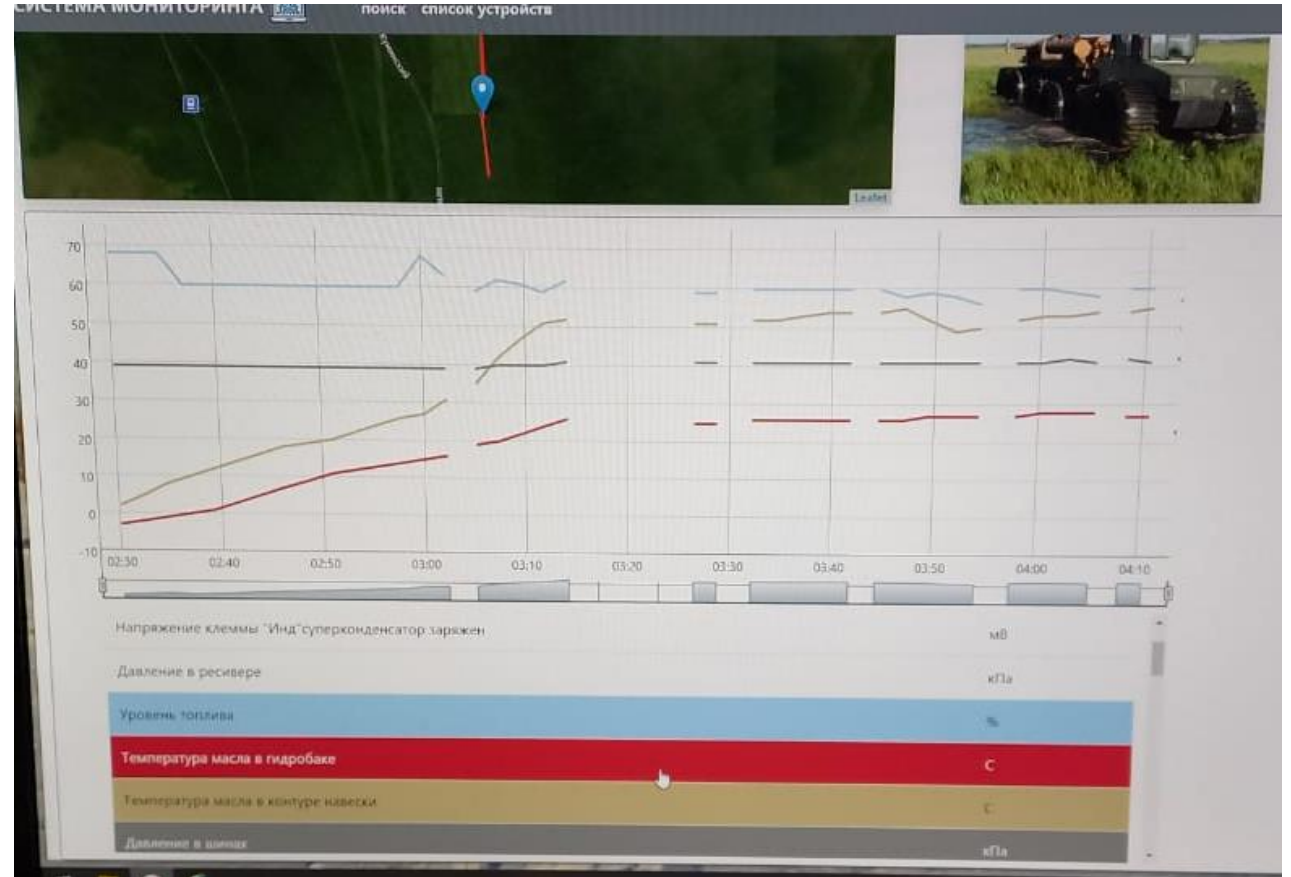 СИСТЕМА МОНИТОРИНГА поиск список устройств
Leaflet
70
60
50
40
30
20
10
0
-10
02:30 02:40 02:50 03:00 03:10 03:20 03:30 03:40 03:50 04:00 04:10
Напряжение клеммы "Инд"суперконденсатор заряжен мВ
Давление в ресивере кПа
Уровень топлива %
Температура масла в гидробаке С
Температура масла в контуре навески С
Давление в шинах кПа